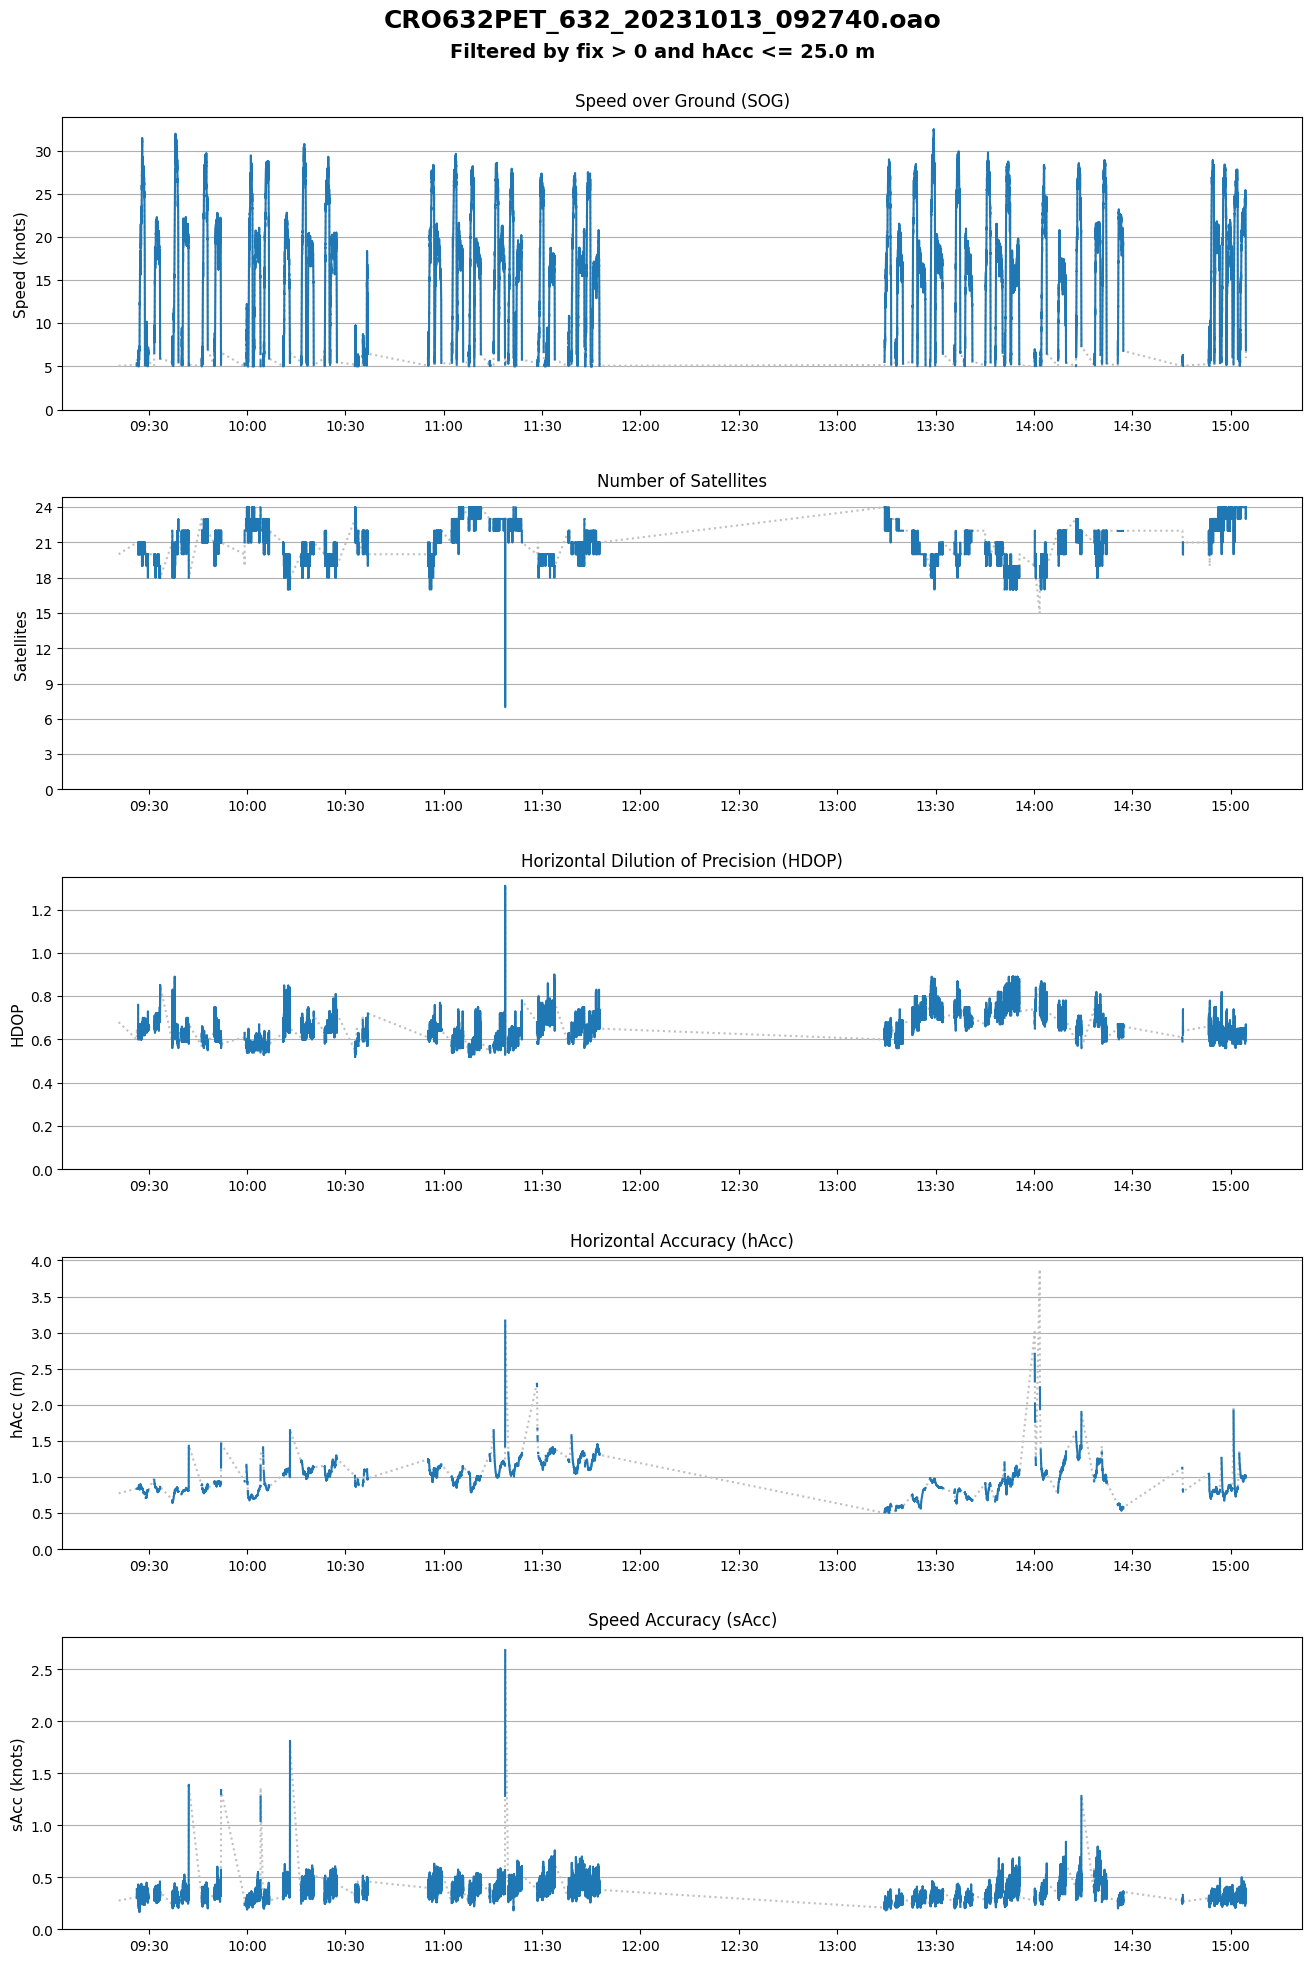 CRO632PET_632_20231013_092740.oao
Filtered by fix > 0 and hAcc <= 25.0 m
Speed over Ground (SOG)
Speed (knots)
30
25
20
15
10
5
0
09:30 10:00 10:30 11:00 11:30 12:00 12:30 13:00 13:30 14:00 14:30 15:00
Number of Satellites
Satellites
24
21
18
15
12
9
6
3
0
09:30 10:00 10:30 11:00 11:30 12:00 12:30 13:00 13:30 14:00 14:30 15:00
Horizontal Dilution of Precision (HDOP)
HDOP
1.2
1.0
0.8
0.6
0.4
0.2
0.0
09:30 10:00 10:30 11:00 11:30 12:00 12:30 13:00 13:30 14:00 14:30 15:00
Horizontal Accuracy (hAcc)
hAcc (m)
4.0
3.5
3.0
2.5
2.0
1.5
1.0
0.5
0.0
09:30 10:00 10:30 11:00 11:30 12:00 12:30 13:00 13:30 14:00 14:30 15:00
Speed Accuracy (sAcc)
sAcc (knots)
2.5
2.0
1.5
1.0
0.5
0.0
09:30 10:00 10:30 11:00 11:30 12:00 12:30 13:00 13:30 14:00 14:30 15:00